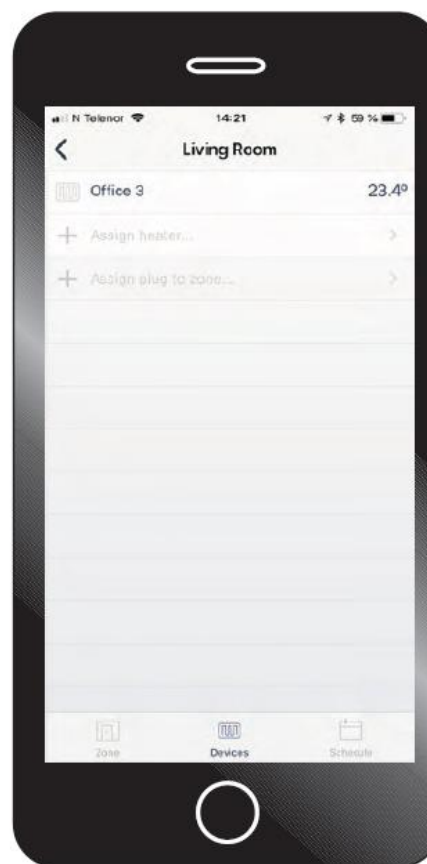 N Telenor 14:21 59 %
Living Room
Office 3 23.4º
Assign heater...
Assign plug to zone...
Zone Devices Schedule